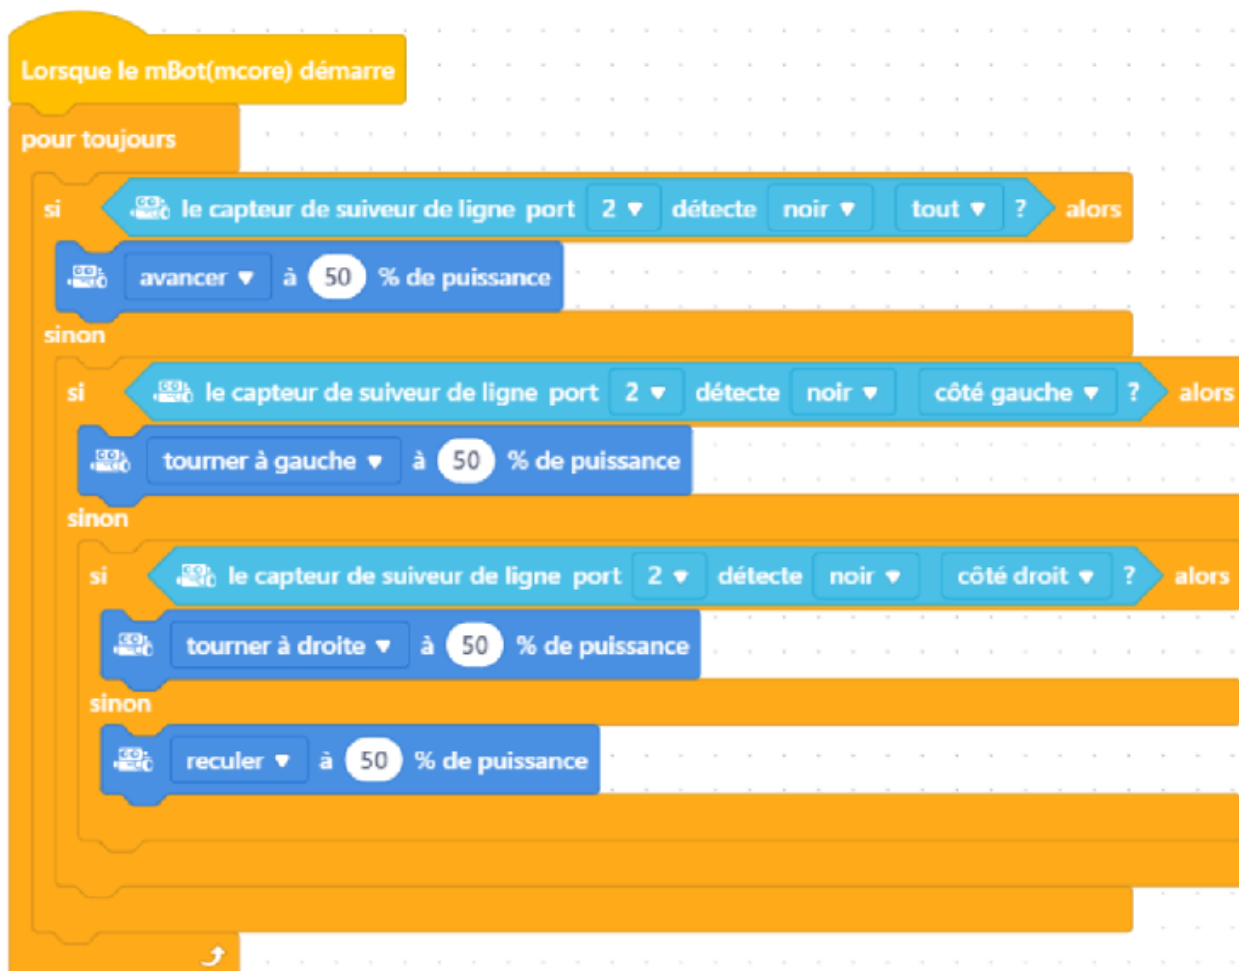 Lorsque le mBot(mcore) démarre
pour toujours
si le capteur de suiveur de ligne port 2 détecte noir tout ? alors
avancer à 50 % de puissance
sinon
si le capteur de suiveur de ligne port 2 détecte noir côté gauche ? alors
tourner à gauche à 50 % de puissance
sinon
si le capteur de suiveur de ligne port 2 détecte noir côté droit ? alors
tourner à droite à 50 % de puissance
sinon
reculer à 50 % de puissance